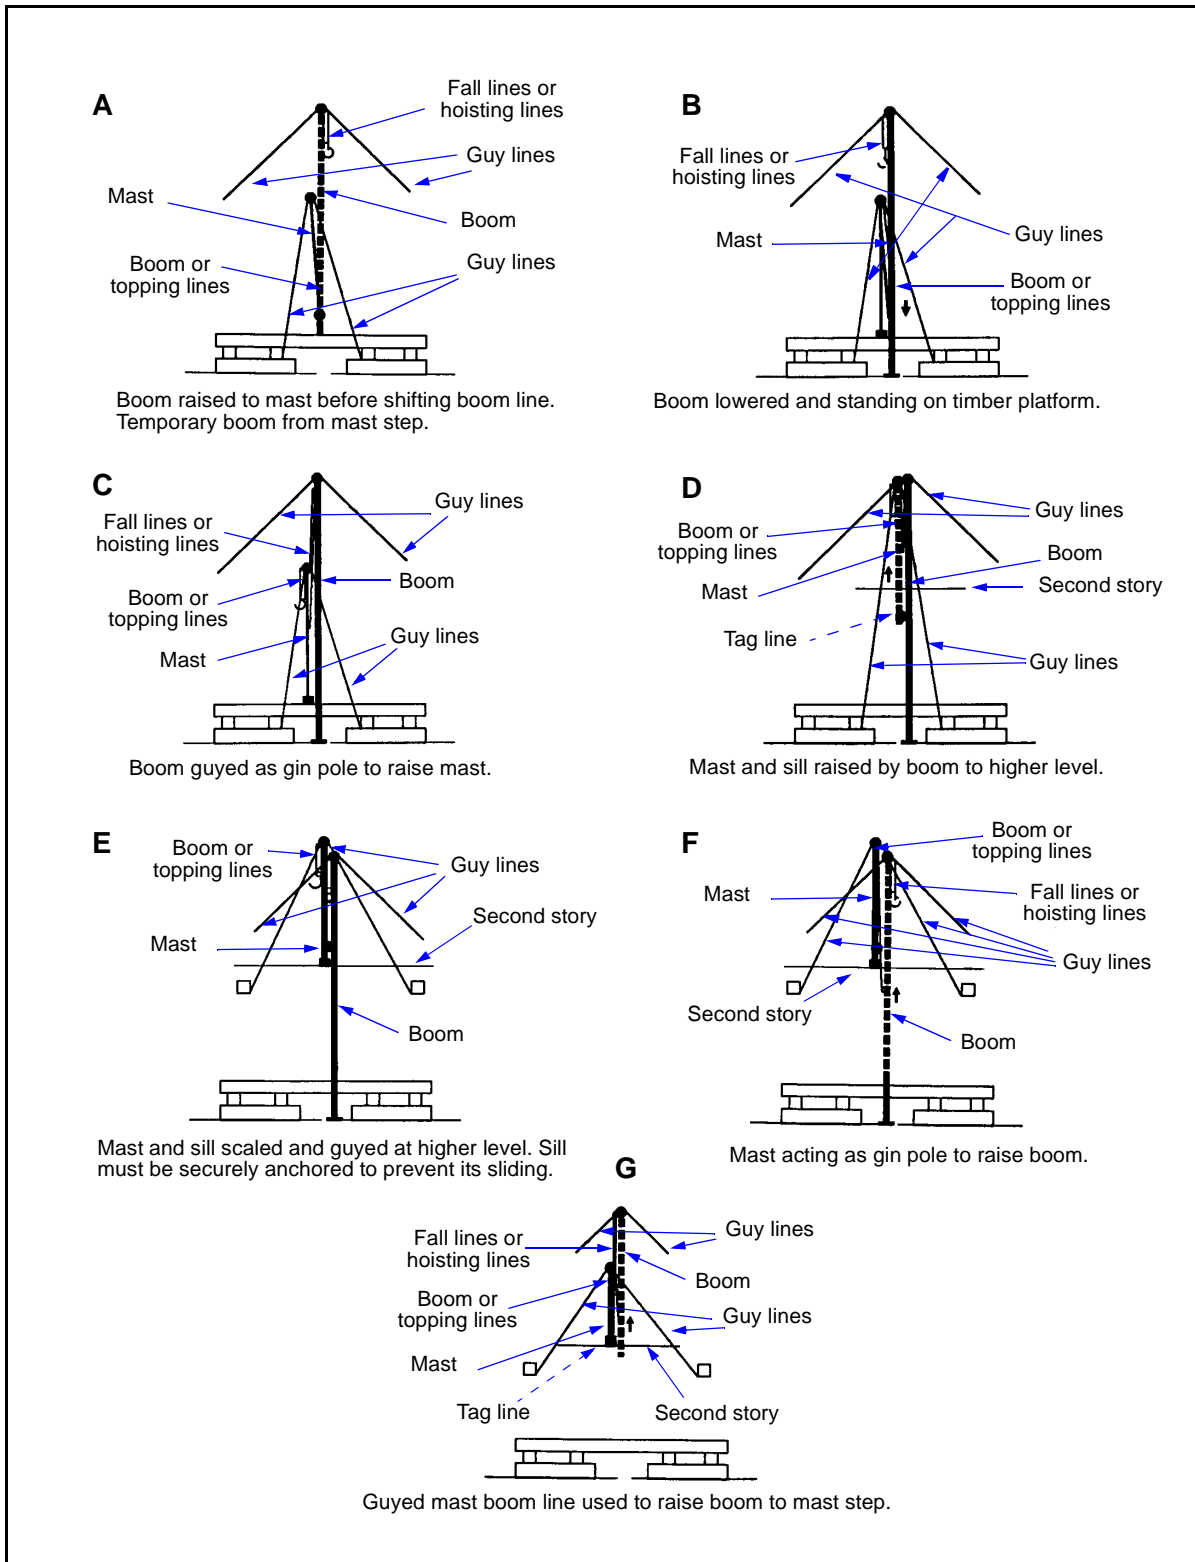 A
Fall lines or
hoisting lines
Guy lines
Mast
Boom
Boom or
topping lines
Guy lines
Boom raised to mast before shifting boom line.
Temporary boom from mast step.
B
Fall lines or
hoisting lines
Mast
Guy lines
Boom or
topping lines
Boom lowered and standing on timber platform.
C
Guy lines
Fall lines or
hoisting lines
Boom
Boom or
topping lines
Guy lines
Mast
Boom guyed as gin pole to raise mast.
D
Guy lines
Boom or
topping lines
Boom
Mast
Second story
Tag line
Guy lines
Mast and sill raised by boom to higher level.
E
Boom or
topping lines
Guy lines
Second story
Mast
Boom
Mast and sill scaled and guyed at higher level. Sill
must be securely anchored to prevent its sliding.
F
Boom or
topping lines
Mast
Fall lines or
hoisting lines
Guy lines
Second story
Boom
Mast acting as gin pole to raise boom.
G
Guy lines
Fall lines or
hoisting lines
Boom
Boom or
topping lines
Guy lines
Mast
Tag line
Second story
Guyed mast boom line used to raise boom to mast step.